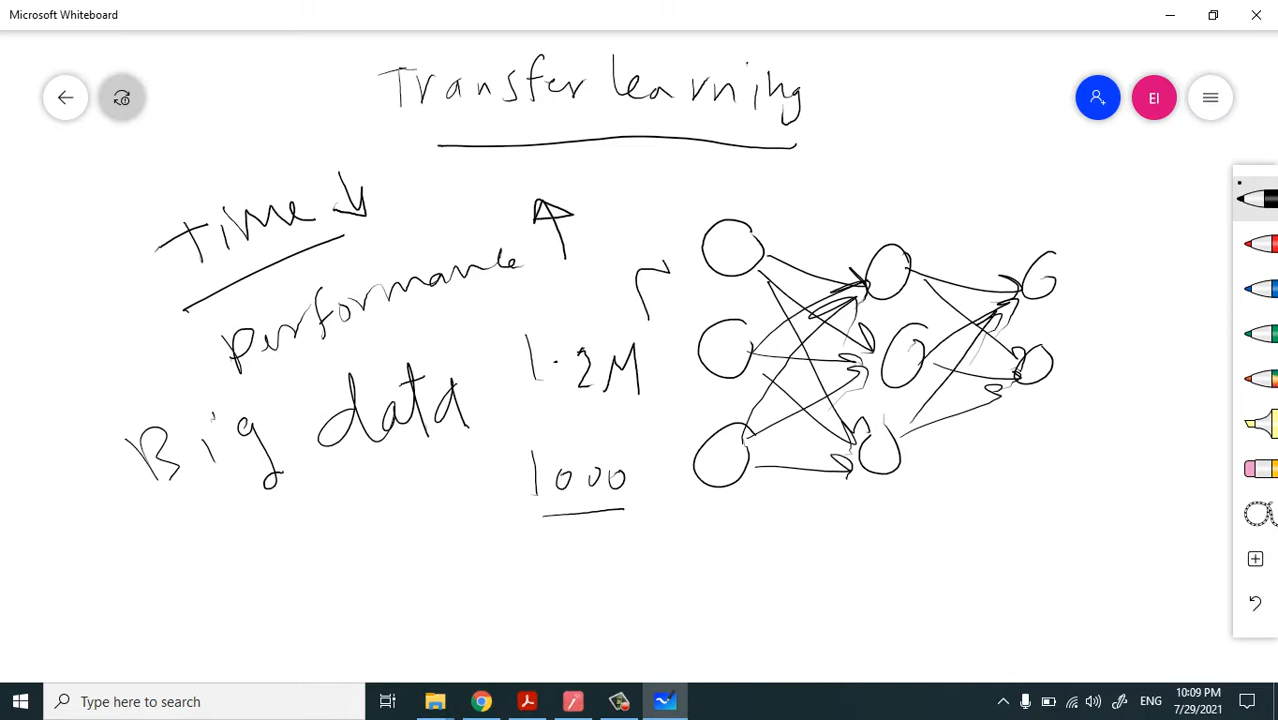 Microsoft Whiteboard
Transfer learning
EI
Time ↓
performance ↑
Big data
1.2M
1000
Type here to search
ENG
10:09 PM
7/29/2021